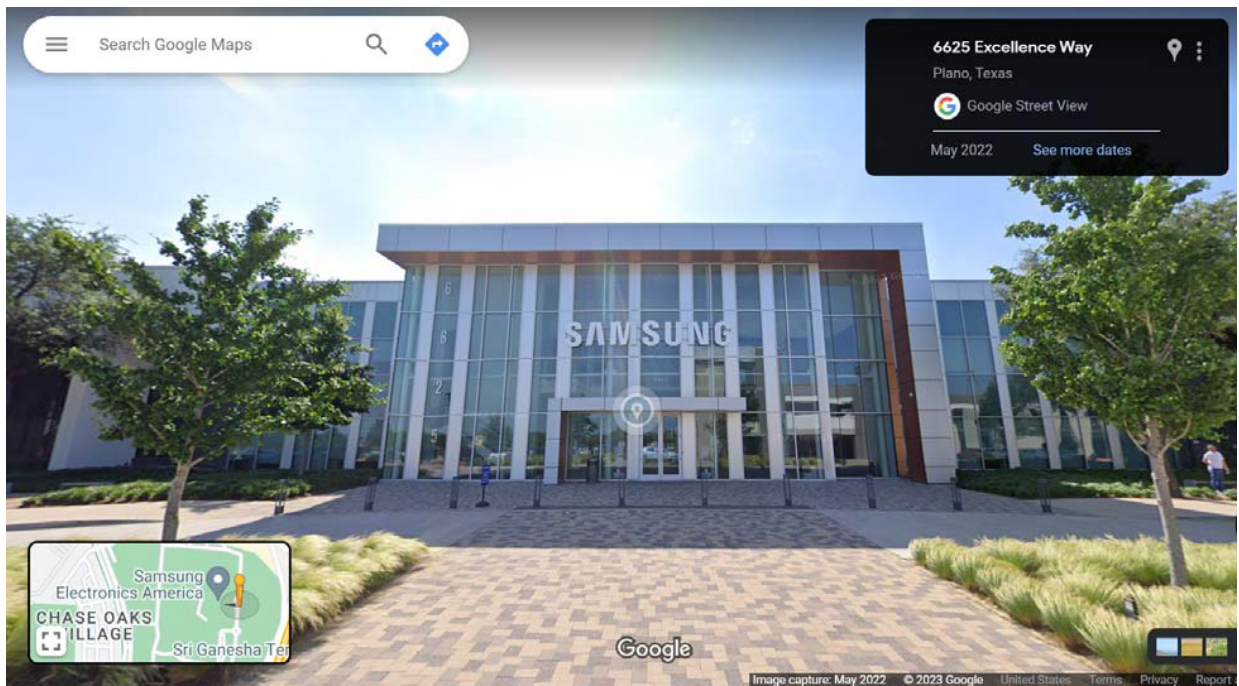 Search Google Maps
6625 Excellence Way
Plano, Texas
G
Google Street View
May 2022 See more dates
6
6
2
5
SAMSUNG
Samsung
Electronics America
CHASE OAKS
VILLAGE
Sri Ganesha Tem
Google
Image capture: May 2022 © 2023 Google United States Terms Privacy Report a